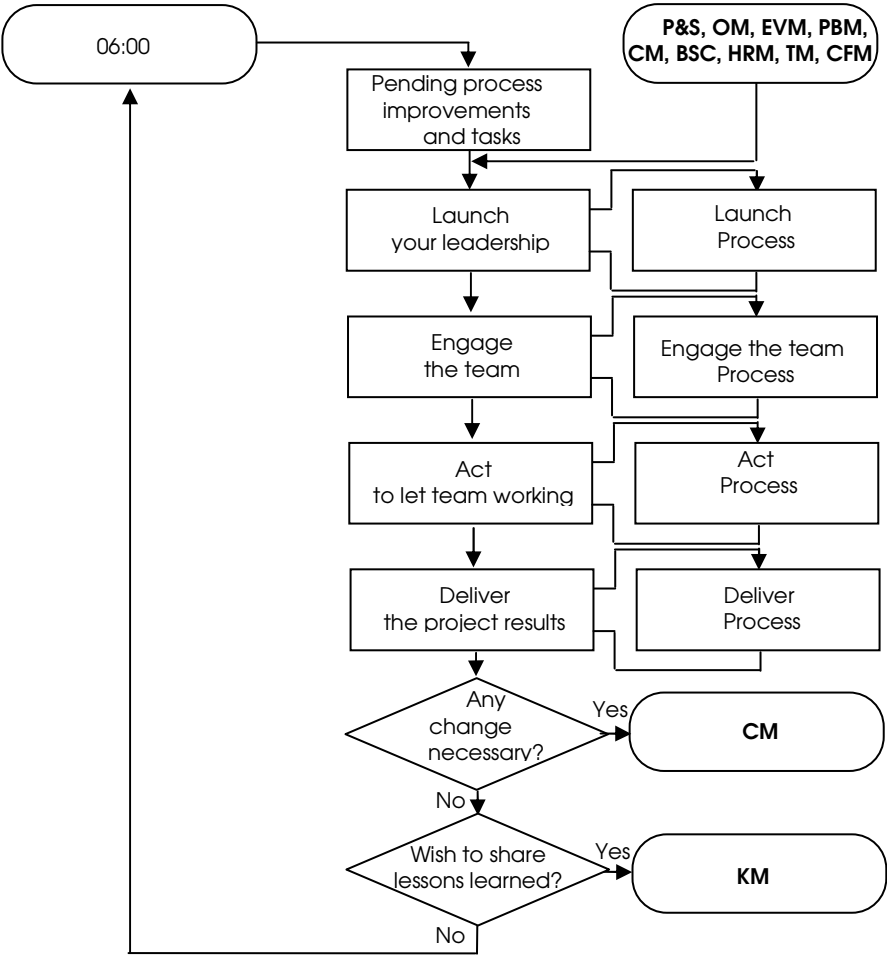 06:00
P&S, OM, EVM, PBM,
CM, BSC, HRM, TM, CFM
Pending process
improvements
and tasks
Launch
your leadership
Launch
Process
Engage
the team
Engage the team
Process
Act
to let team working
Act
Process
Deliver
the project results
Deliver
Process
Any
change
necessary?
Yes
CM
No
Wish to share
lessons learned?
Yes
KM
No